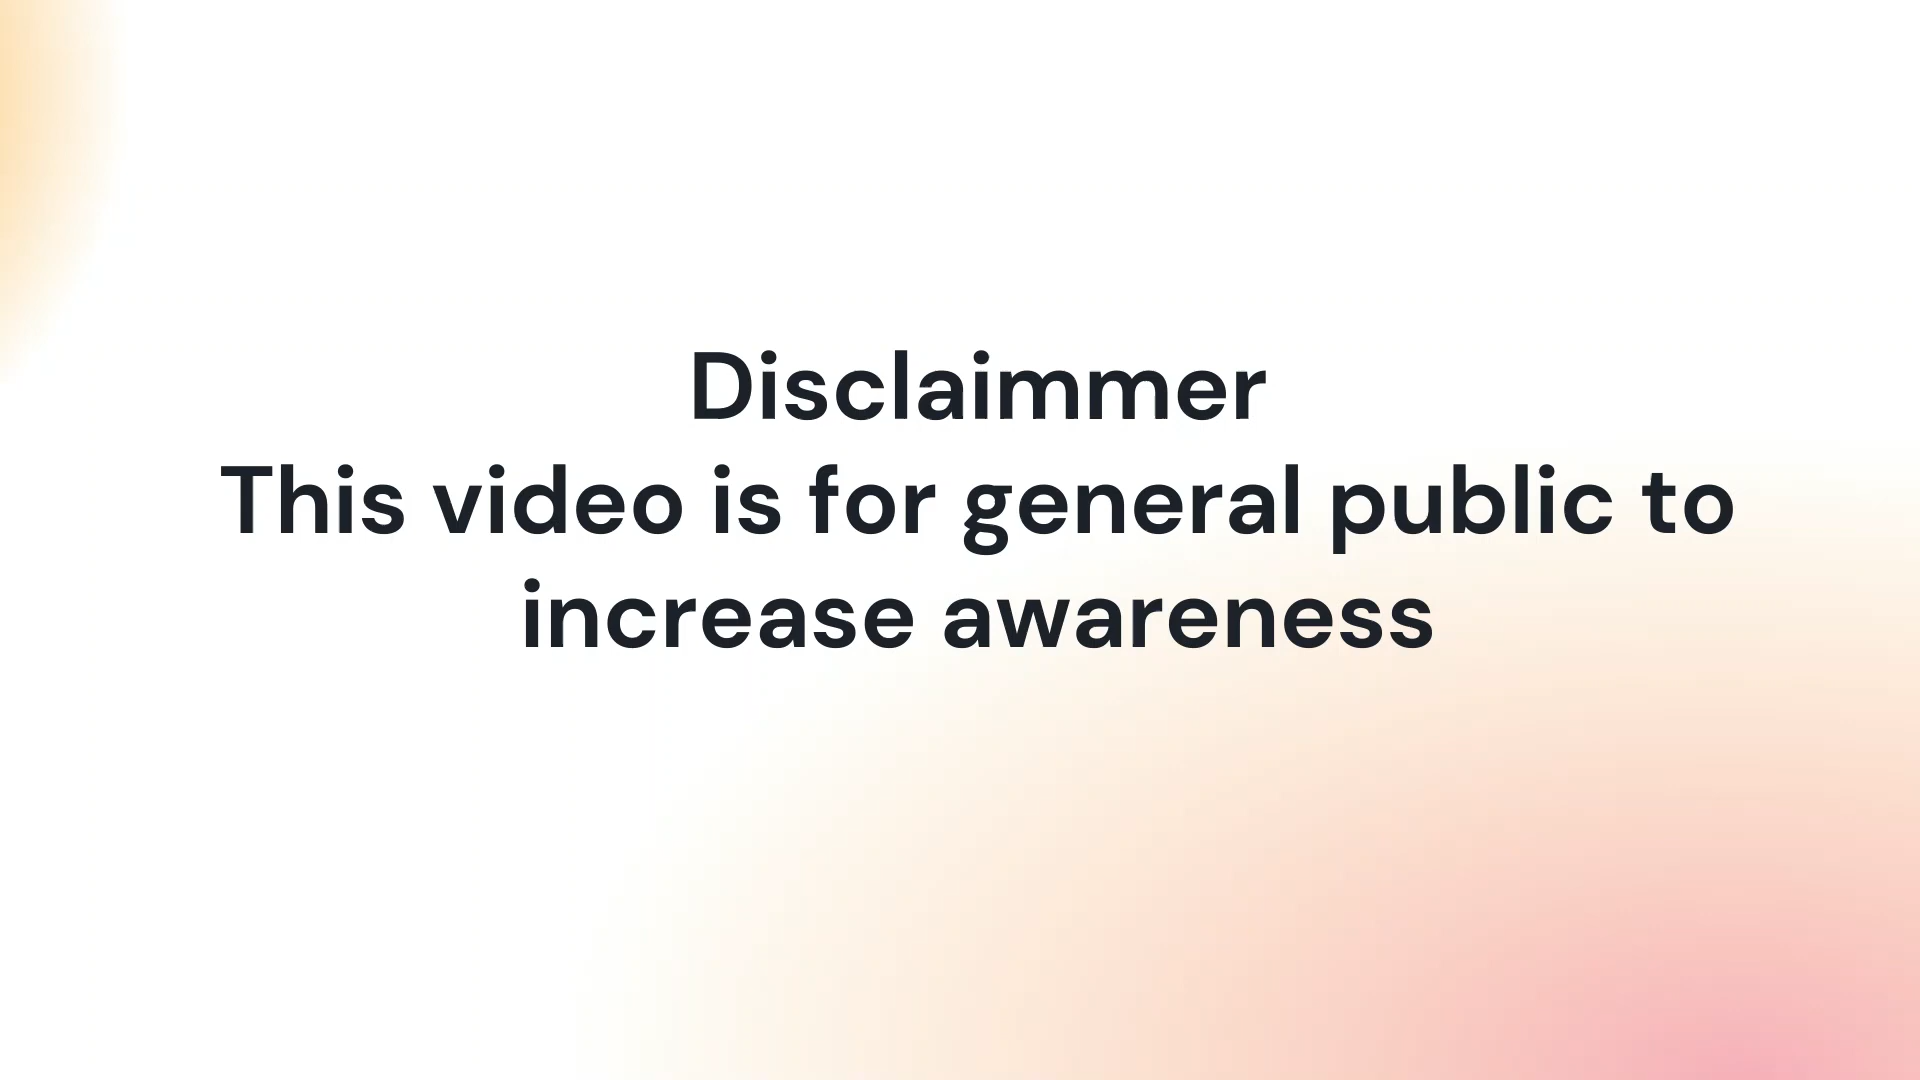 Disclaimmer
This video is for general public to
increase awareness